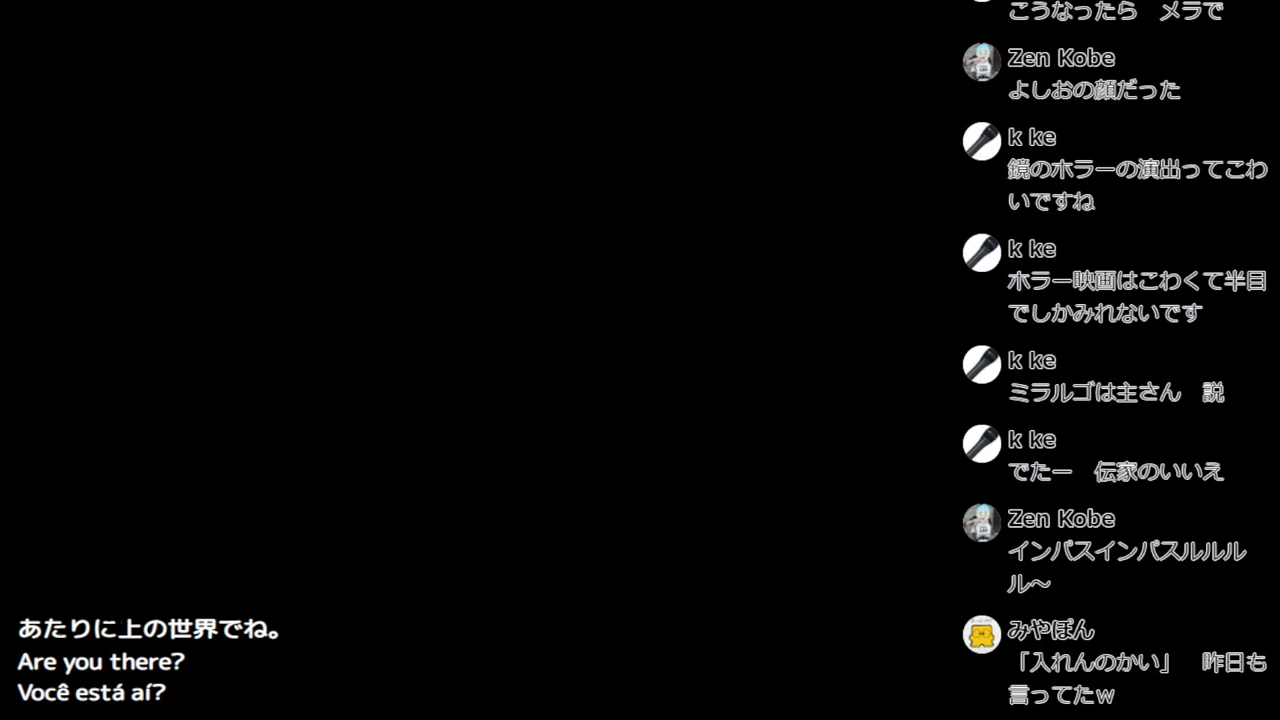 こうなったら　メラで
Zen Kobe
よしおの顔だった
k ke
鏡のホラーの演出ってこわ
いですね
k ke
ホラー映画はこわくて半目
でしかみれないです
k ke
ミラルゴは主さん　説
k ke
でたー　伝家のいいえ
Zen Kobe
インパスインパスルルル
ル〜
みやぽん
「入れんのかい」　昨日も
言ってたw
あたりに上の世界でね。
Are you there?
Você está aí?